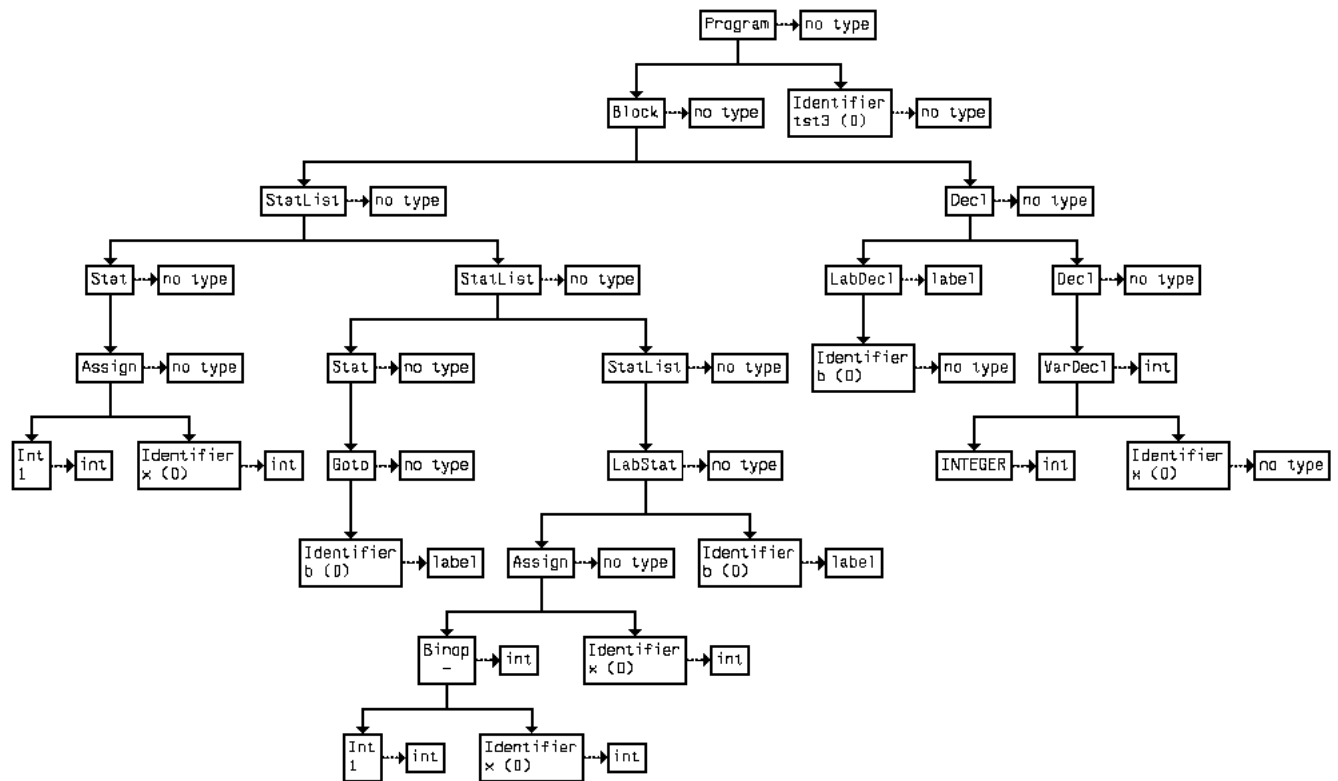 Program
no type
Block
no type
Identifier
tst3 (0)
no type
StatList
no type
Decl
no type
Stat
no type
StatList
no type
LabDecl
label
Decl
no type
Assign
no type
Stat
no type
StatList
no type
Identifier
b (0)
no type
VarDecl
int
Int
1
int
Identifier
x (0)
int
Goto
no type
LabStat
no type
INTEGER
int
Identifier
x (0)
no type
Identifier
b (0)
label
Assign
no type
Identifier
b (0)
label
Binop
-
int
Identifier
x (0)
int
Int
1
int
Identifier
x (0)
int